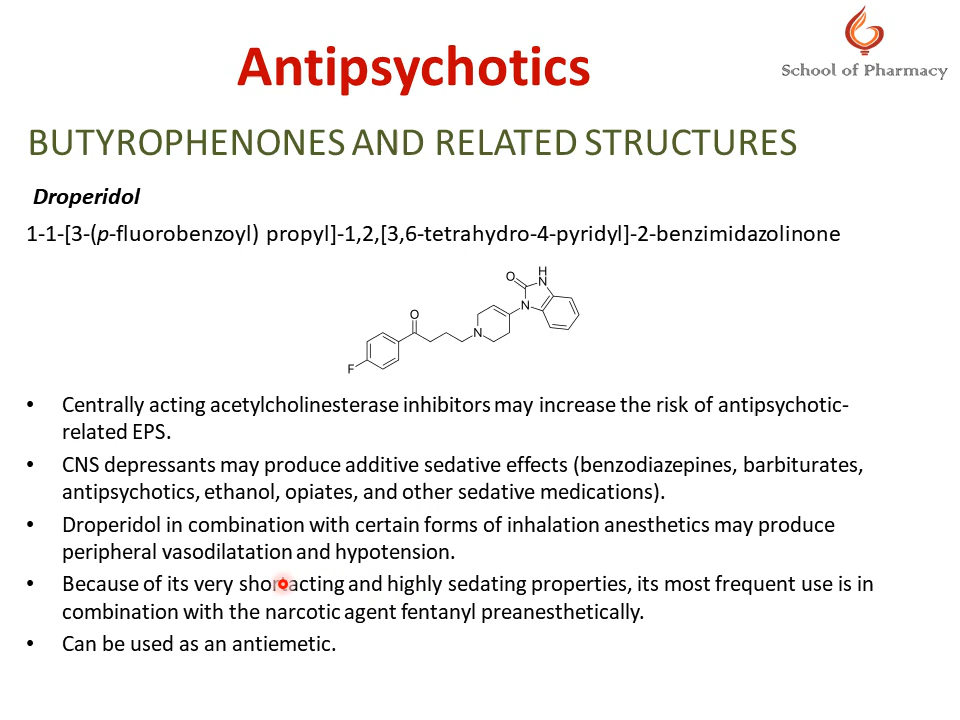 Antipsychotics
School of Pharmacy
BUTYROPHENONES AND RELATED STRUCTURES
Droperidol
1-1-[3-(p-fluorobenzoyl) propyl]-1,2,[3,6-tetrahydro-4-pyridyl]-2-benzimidazolinone
O
H
N
O
N
N
F
• Centrally acting acetylcholinesterase inhibitors may increase the risk of antipsychotic-
related EPS.
• CNS depressants may produce additive sedative effects (benzodiazepines, barbiturates,
antipsychotics, ethanol, opiates, and other sedative medications).
• Droperidol in combination with certain forms of inhalation anesthetics may produce
peripheral vasodilatation and hypotension.
• Because of its very acting and highly sedating properties, its most frequent use is in
combination with the narcotic agent fentanyl preanesthetically.
• Can be used as an antiemetic.